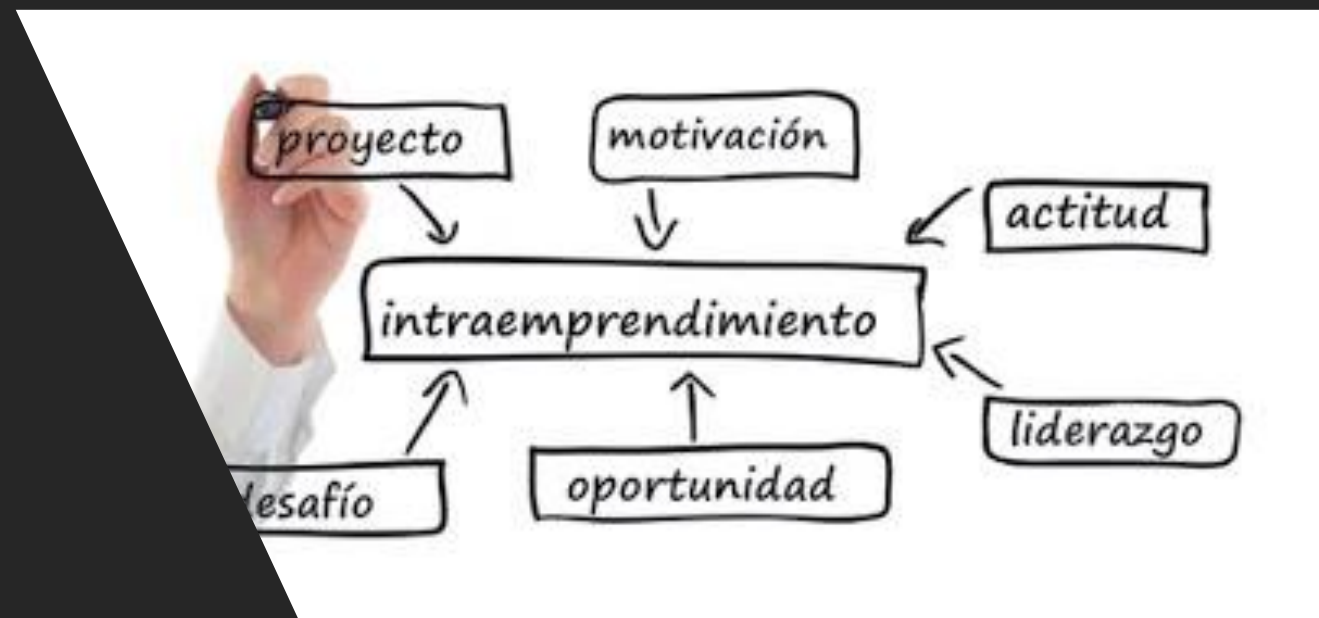 proyecto
motivación
actitud
intraemprendimiento
liderazgo
desafío
oportunidad